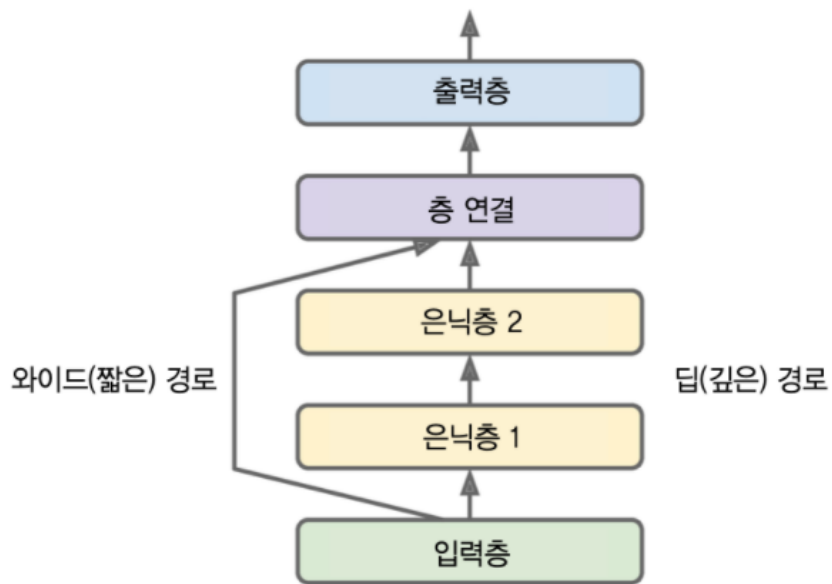 출력층
층 연결
은닉층 2
와이드(짧은) 경로
딥(깊은) 경로
은닉층 1
입력층